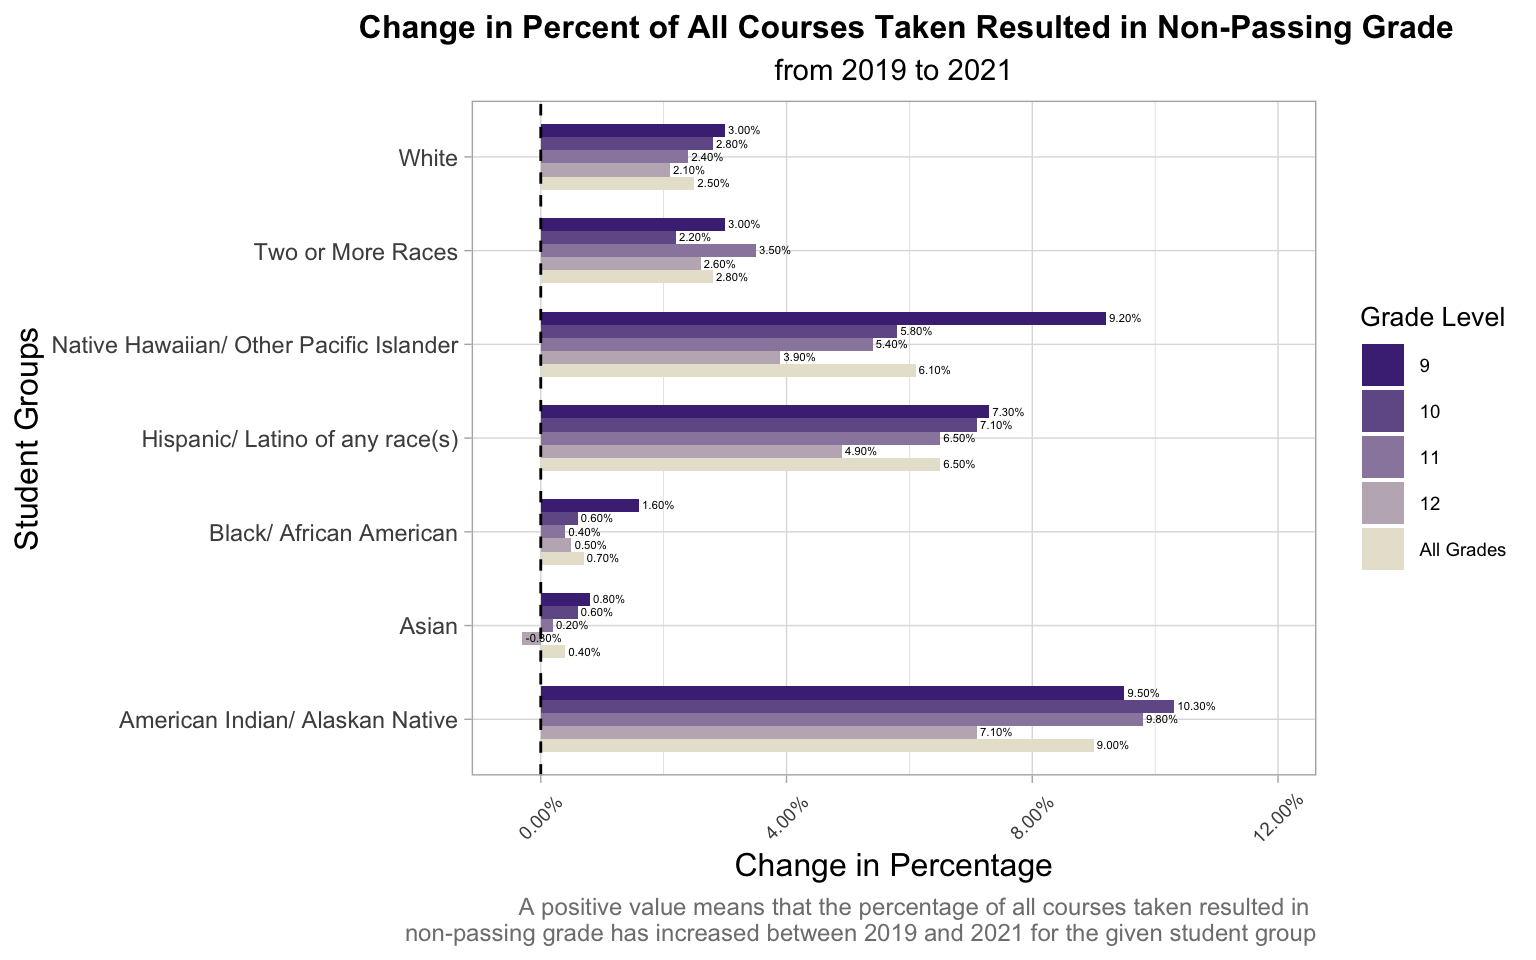 Change in Percent of All Courses Taken Resulted in Non-Passing Grade
from 2019 to 2021
Student Groups
White
3.00%
2.80%
2.40%
2.10%
2.50%
Two or More Races
3.00%
2.20%
3.50%
2.60%
2.80%
Native Hawaiian/ Other Pacific Islander
9.20%
5.80%
5.40%
3.90%
6.10%
Hispanic/ Latino of any race(s)
7.30%
7.10%
6.50%
4.90%
6.50%
Black/ African American
1.60%
0.60%
0.40%
0.50%
0.70%
Asian
0.80%
0.60%
0.20%
-0.30%
0.40%
American Indian/ Alaskan Native
9.50%
10.30%
9.80%
7.10%
9.00%
0.00%
4.00%
8.00%
12.00%
Change in Percentage
Grade Level
9
10
11
12
All Grades
A positive value means that the percentage of all courses taken resulted in
non-passing grade has increased between 2019 and 2021 for the given student group